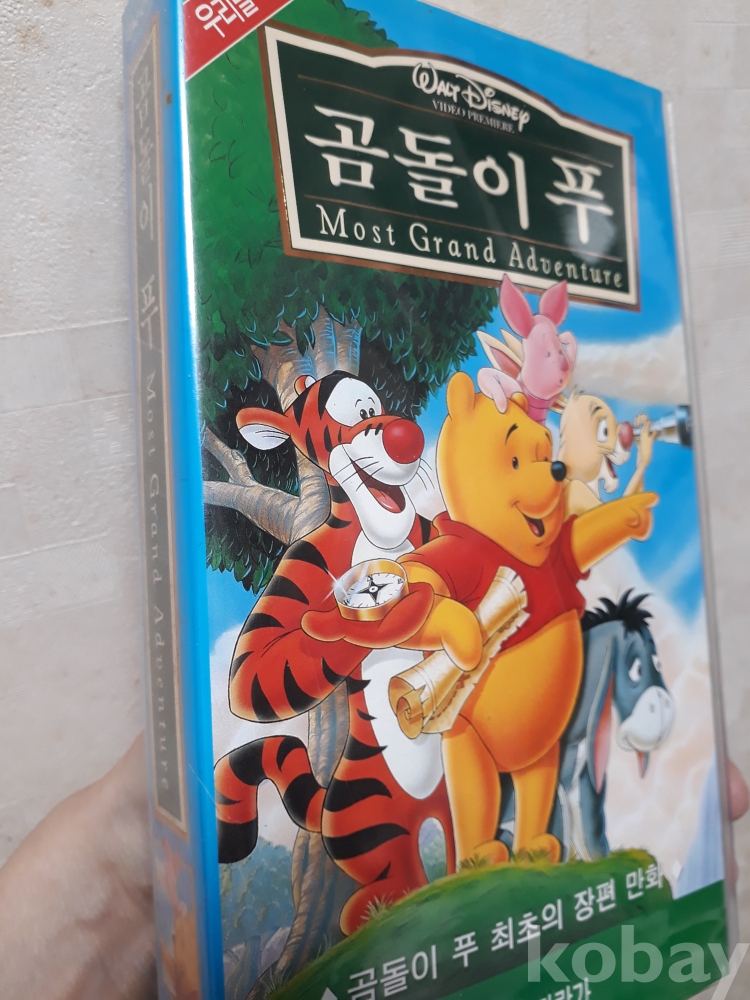 우리말
WALT DISNEY
VIDEO PREMIERE
곰돌이 푸
Most Grand Adventure
곰돌이 푸 Most Grand Adventure
곰돌이 푸 최초의 장편 만화
kobay